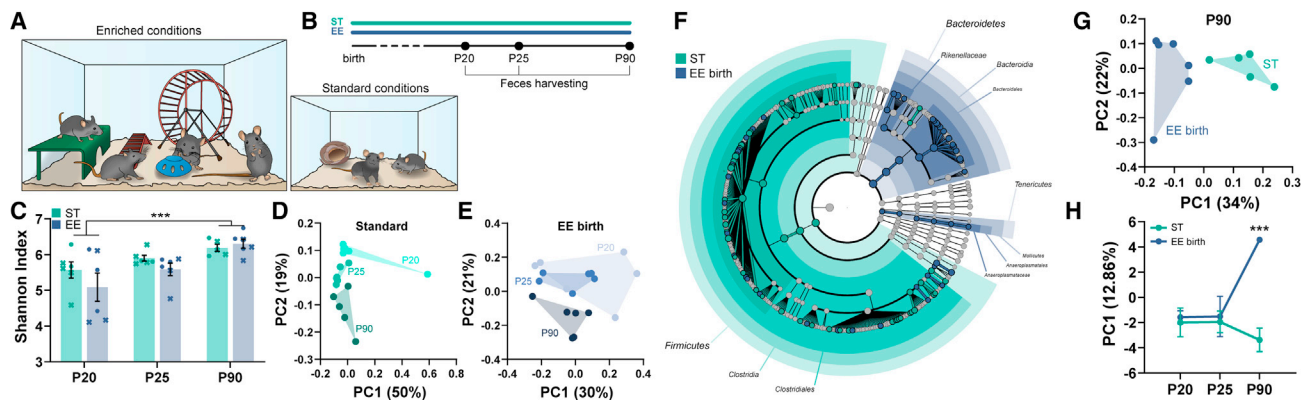 A
Enriched conditions
Standard conditions
B
ST
EE
birth
P20
P25
P90
Feces harvesting
C
ST
EE
***
Shannon Index
7
6
5
4
3
P20
P25
P90
D
Standard
PC2 (19%)
0.4
0.2
0.0
-0.2
-0.4
P20
P25
P90
-0.2 0.0 0.2 0.4 0.6 0.8
PC1 (50%)
E
EE birth
PC2 (21%)
0.4
0.2
0.0
-0.2
-0.4
P20
P25
P90
-0.4 -0.2 0.0 0.2 0.4
PC1 (30%)
F
ST
EE birth
Bacteroidetes
Rikenellaceae
Bacteroidia
Bacteroidales
Tenericutes
Mollicutes
Anaeroplasmatales
Anaeroplasmataceae
Firmicutes
Clostridia
Clostridiales
G
P90
PC2 (22%)
0.2
0.1
0.0
-0.1
-0.2
-0.3
-0.4
ST
EE birth
-0.2 -0.1 0.0 0.1 0.2 0.3
PC1 (34%)
H
ST
EE birth
***
PC1 (12.86%)
6
4
2
0
-2
-4
-6
P20
P25
P90